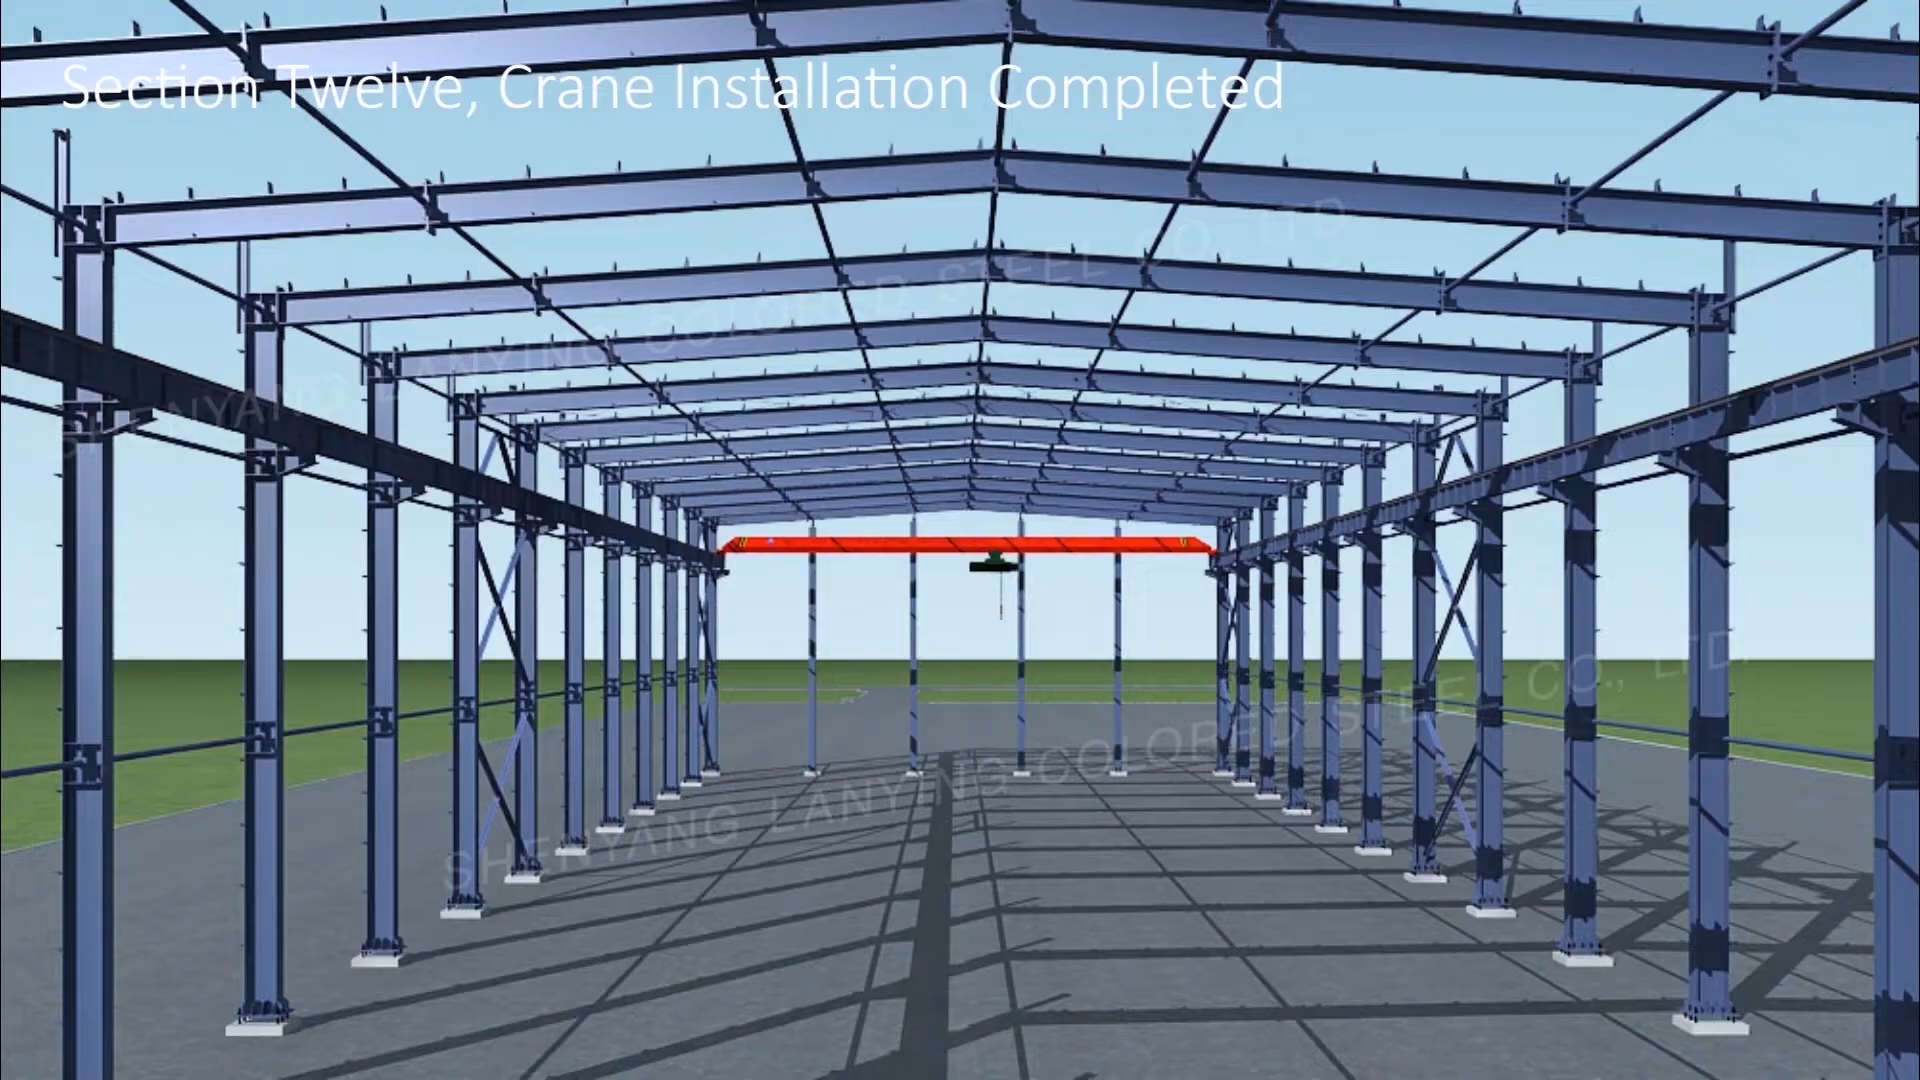 Section Twelve, Crane Installation Completed
SHENYANG LANYING COLORED STEEL CO., LTD
SHENYANG LANYING COLORED STEEL CO., LTD.